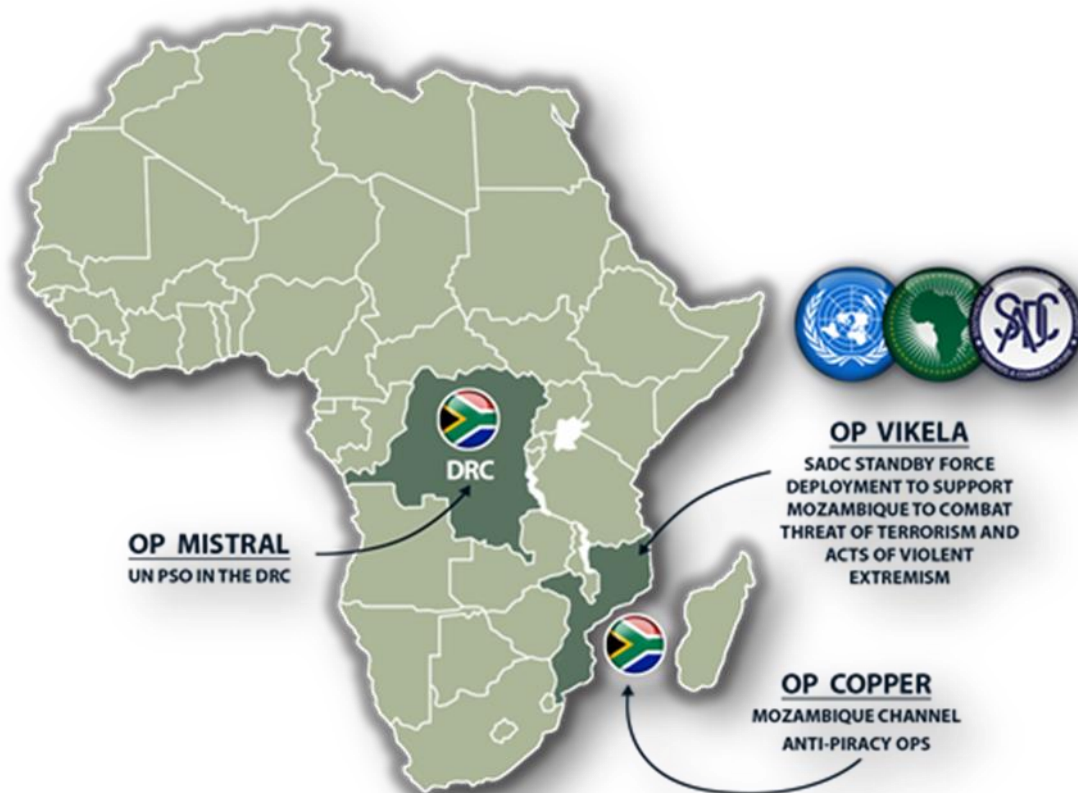 OP VIKELA
SADC STANDBY FORCE
DEPLOYMENT TO SUPPORT
MOZAMBIQUE TO COMBAT
THREAT OF TERRORISM AND
ACTS OF VIOLENT
EXTREMISM
DRC
OP MISTRAL
UN PSO IN THE DRC
OP COPPER
MOZAMBIQUE CHANNEL
ANTI-PIRACY OPS
SADC